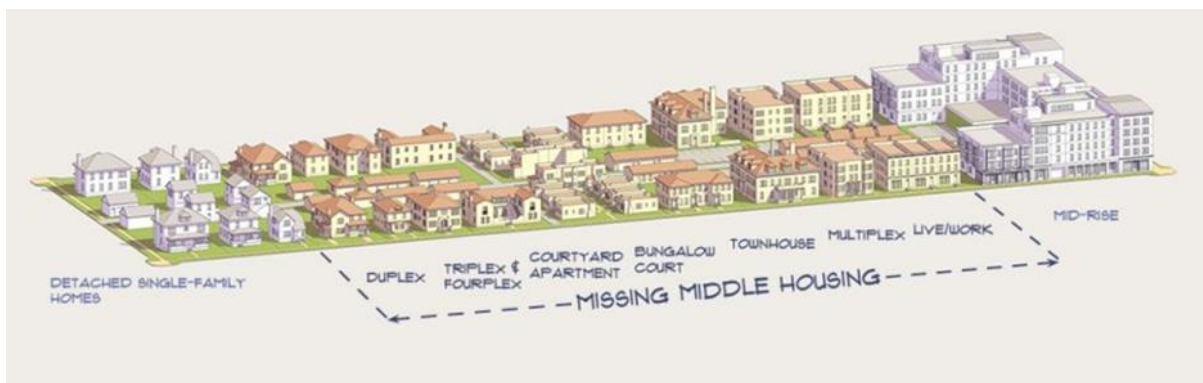 DETACHED SINGLE-FAMILY
HOMES
DUPLEX
TRIPLEX &
FOURPLEX
COURTYARD
APARTMENT
BUNGALOW
COURT
TOWNHOUSE
MULTIPLEX
LIVE/WORK
MID-RISE
MISSING MIDDLE HOUSING